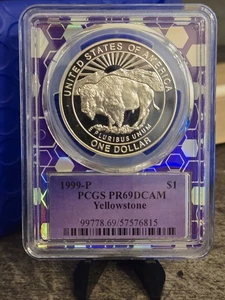 UNITED STATES OF AMERICA
E PLURIBUS UNUM
ONE DOLLAR
1999-P $1
PCGS PR69DCAM
Yellowstone
99778.69/57576815